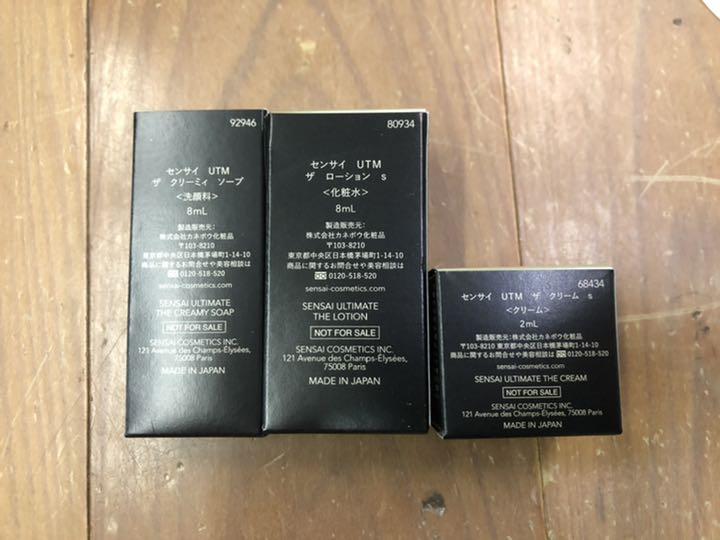 92946
センサイ UTM
ザ クリーミィ ソープ
<洗顔料>
8mL
製造販売元:
株式会社カネボウ化粧品
〒103-8210
東京都中央区日本橋茅場町1-14-10
商品に関するお問合せや美容相談は
0120-518-520
sensai-cosmetics.com
SENSAI ULTIMATE
THE CREAMY SOAP
NOT FOR SALE
SENSAI COSMETICS INC.
121 Avenue des Champs-Élysées,
75008 Paris
MADE IN JAPAN
80934
センサイ UTM
ザ ローション s
<化粧水>
8mL
製造販売元:
株式会社カネボウ化粧品
〒103-8210
東京都中央区日本橋茅場町1-14-10
商品に関するお問合せや美容相談は
0120-518-520
sensai-cosmetics.com
SENSAI ULTIMATE
THE LOTION
NOT FOR SALE
SENSAI COSMETICS INC.
121 Avenue des Champs-Élysées,
75008 Paris
MADE IN JAPAN
68434
センサイ UTM ザ クリーム s
<クリーム>
2mL
製造販売元:株式会社カネボウ化粧品
〒103-8210 東京都中央区日本橋茅場町1-14-10
商品に関するお問合せや美容相談は 0120-518-520
sensai-cosmetics.com
SENSAI ULTIMATE THE CREAM
NOT FOR SALE
SENSAI COSMETICS INC.
121 Avenue des Champs-Élysées, 75008 Paris
MADE IN JAPAN